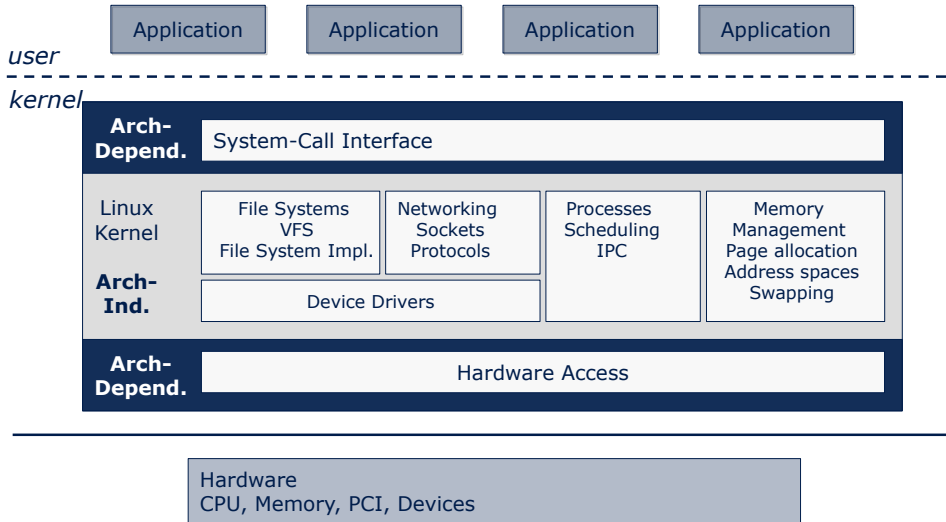 Application
Application
Application
Application
user
kernel
Arch-
Depend.
System-Call Interface
Linux
Kernel
Arch-
Ind.
File Systems
VFS
File System Impl.
Networking
Sockets
Protocols
Processes
Scheduling
IPC
Memory
Management
Page allocation
Address spaces
Swapping
Device Drivers
Arch-
Depend.
Hardware Access
Hardware
CPU, Memory, PCI, Devices